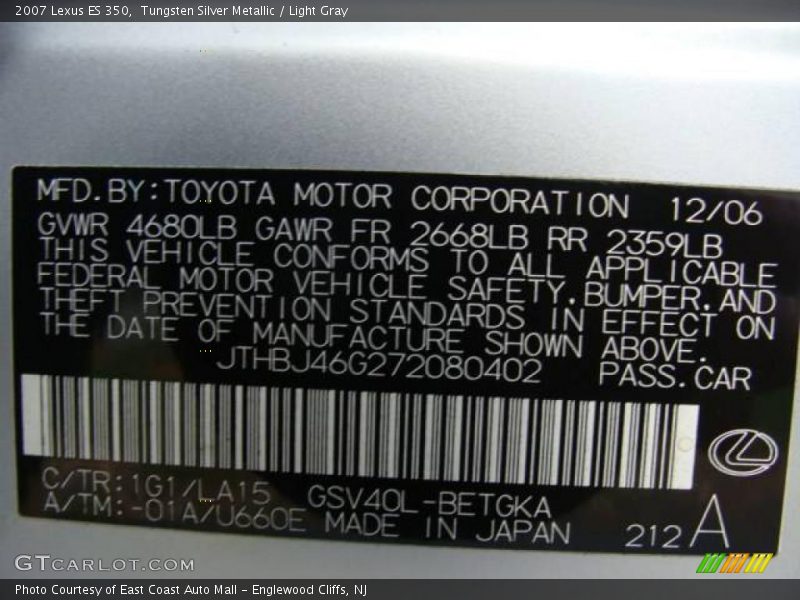 2007 Lexus ES 350,  Tungsten Silver Metallic / Light Gray
MFD. BY: TOYOTA MOTOR CORPORATION 12/06
GVWR 4680LB GAWR FR 2668LB RR 2359LB
THIS VEHICLE CONFORMS TO ALL APPLICABLE
FEDERAL MOTOR VEHICLE SAFETY. BUMPER. AND
THEFT PREVENTION STANDARDS IN EFFECT ON
THE DATE OF MANUFACTURE SHOWN ABOVE.
JTHBJ46G272080402 PASS. CAR
C/TR: 1G1/LA15 GSV40L-BETGKA
A/TM: -01A/U660E MADE IN JAPAN 212 A
GTCARLOT.COM
Photo Courtesy of East Coast Auto Mall - Englewood Cliffs, NJ